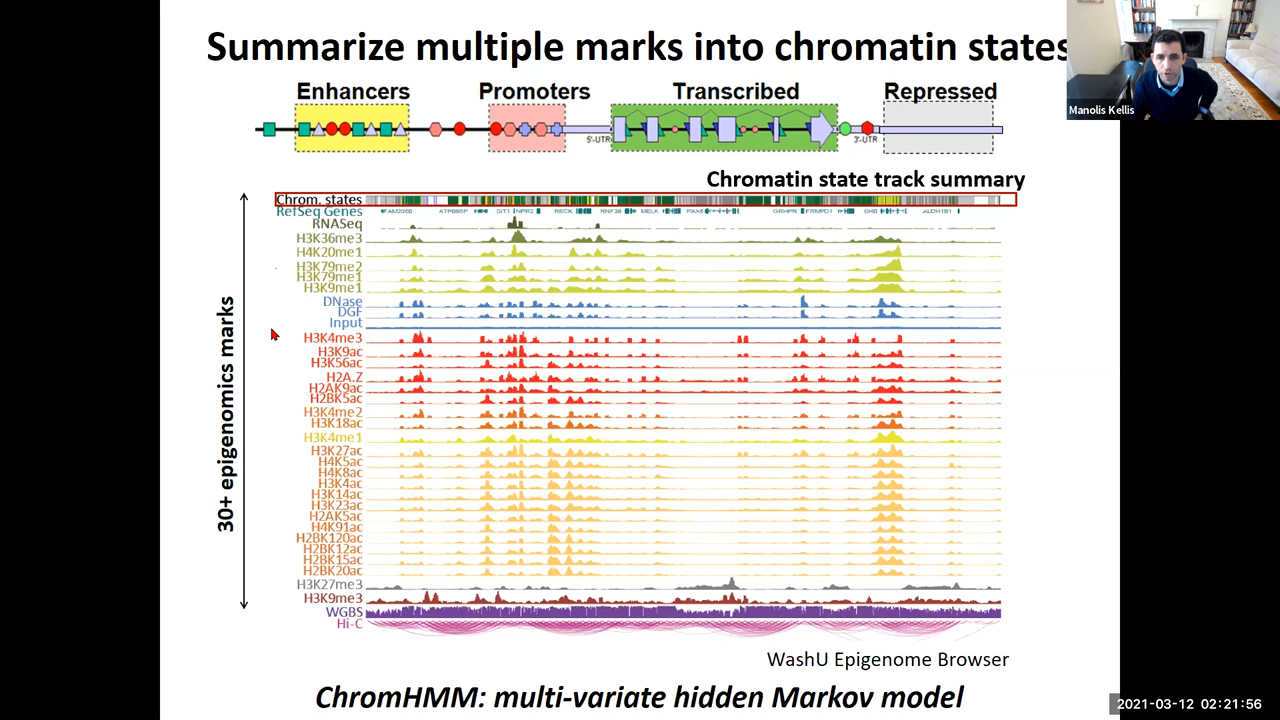 Summarize multiple marks into chromatin states
Manolis Kellis
Enhancers Promoters Transcribed Repressed
5'-UTR 3'-UTR
Chromatin state track summary
Chrom. states
RefSeq Genes
RNASeq
H3K36me3
H4K20me1
H3K79me2
H3K79me1
H3K9me1
DNase
DGF
Input
H3K4me3
H3K9ac
H3K56ac
H2A.Z
H2AK9ac
H2BK5ac
H3K4me2
H3K18ac
H3K4me1
H3K27ac
H4K5ac
H4K8ac
H3K4ac
H3K14ac
H3K23ac
H2AK5ac
H4K91ac
H2BK120ac
H2BK12ac
H2BK15ac
H2BK20ac
H3K27me3
H3K9me3
WGBS
Hi-C
30+ epigenomics marks
WashU Epigenome Browser
ChromHMM: multi-variate hidden Markov model
2021-03-12 02:21:56